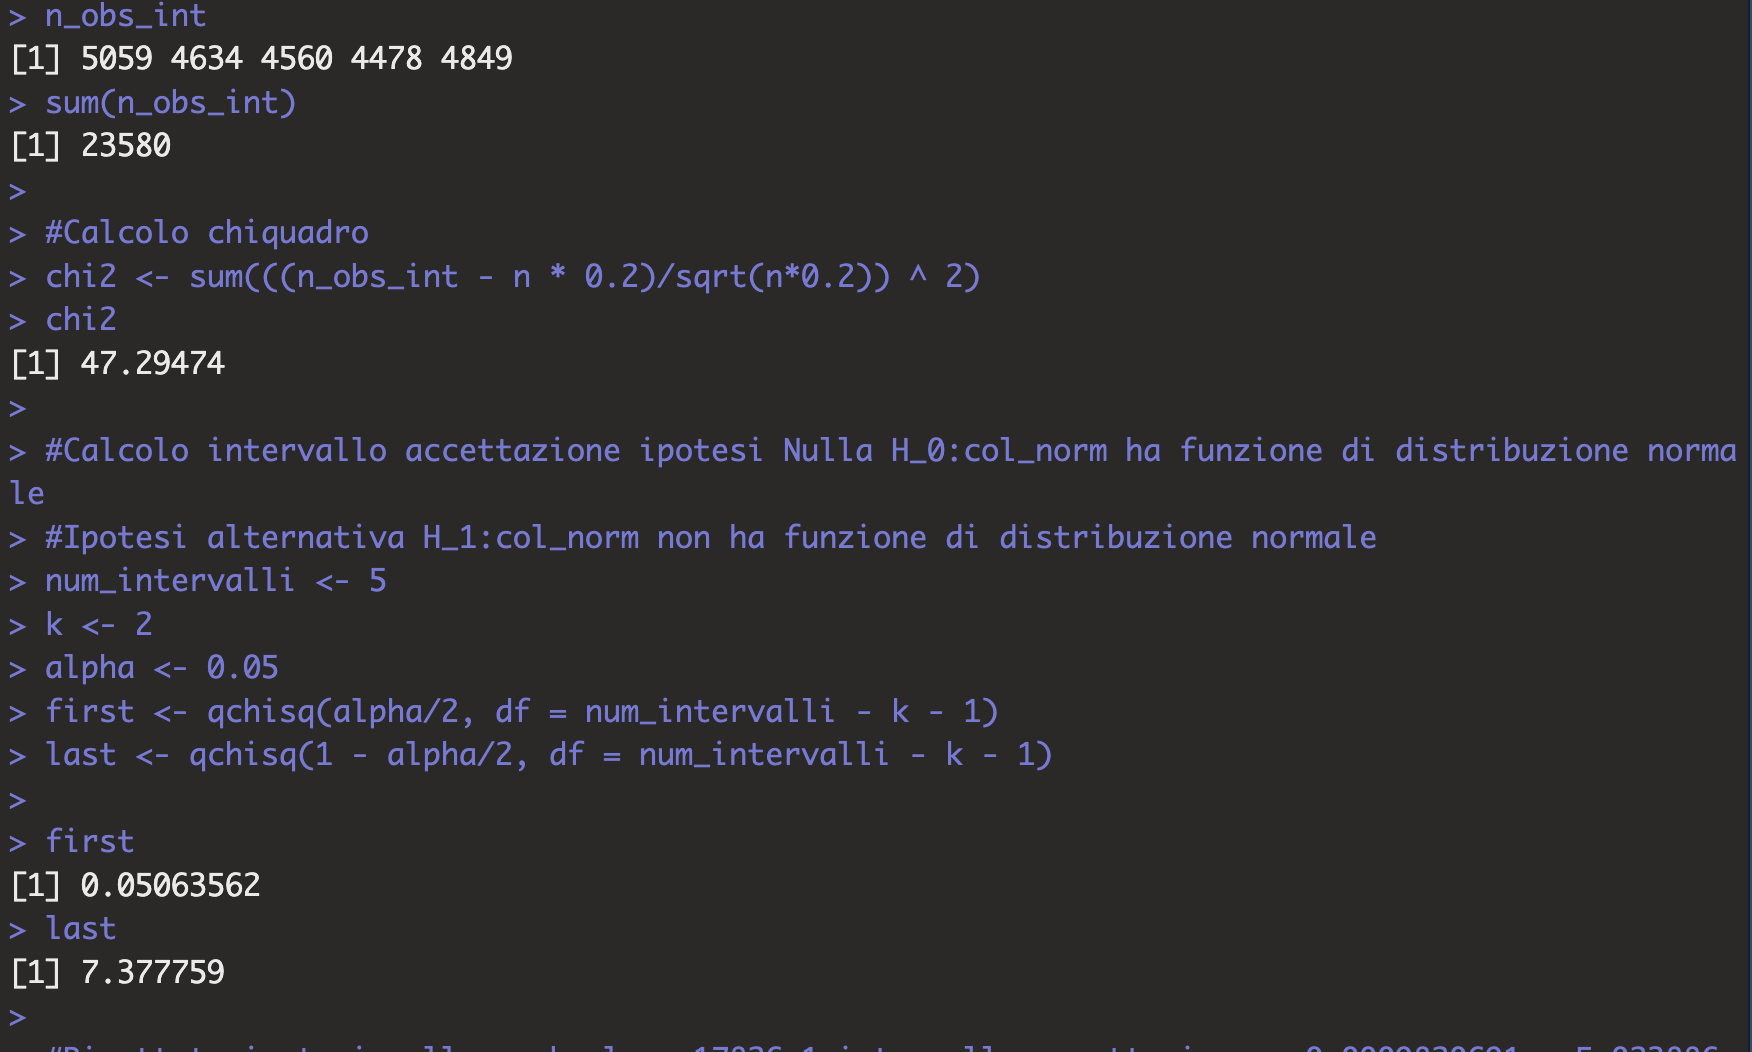 > n_obs_int
[1] 5059 4634 4560 4478 4849
> sum(n_obs_int)
[1] 23580
>
> #Calcolo chiquadro
> chi2 <- sum(((n_obs_int - n * 0.2)/sqrt(n*0.2)) ^ 2)
> chi2
[1] 47.29474
>
> #Calcolo intervallo accettazione ipotesi Nulla H_0:col_norm ha funzione di distribuzione norma
le
> #Ipotesi alternativa H_1:col_norm non ha funzione di distribuzione normale
> num_intervalli <- 5
> k <- 2
> alpha <- 0.05
> first <- qchisq(alpha/2, df = num_intervalli - k - 1)
> last <- qchisq(1 - alpha/2, df = num_intervalli - k - 1)
>
> first
[1] 0.05063562
> last
[1] 7.377759
>